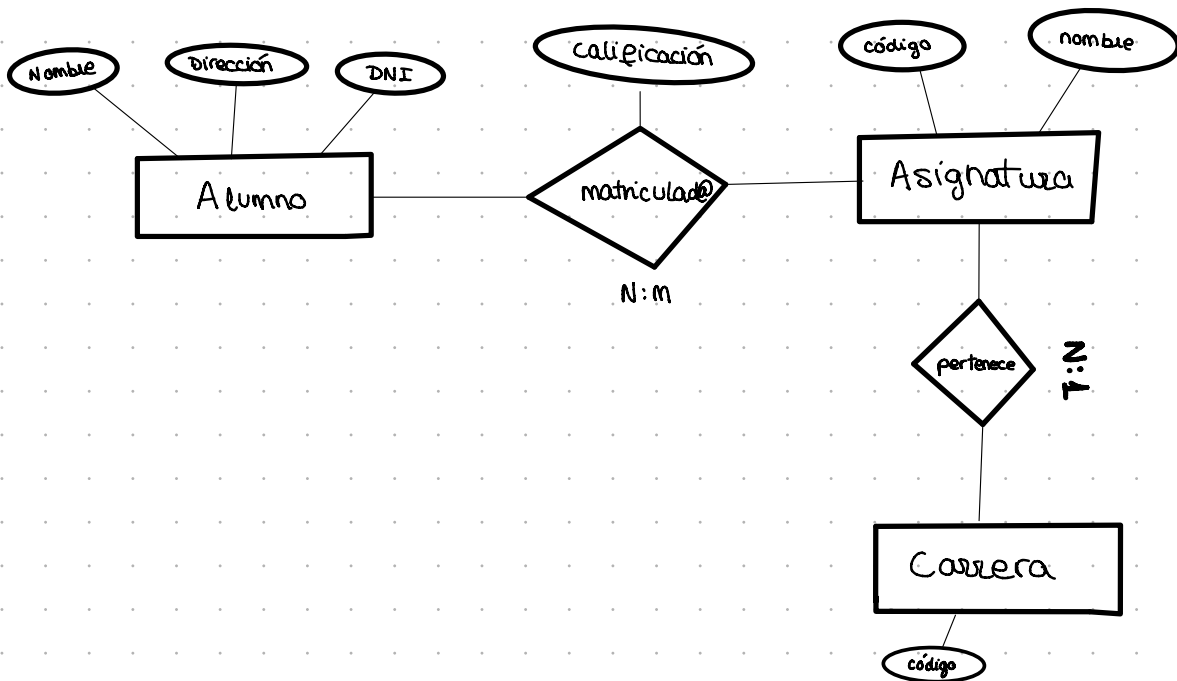 Nombre
Dirección
DNI
Calificación
código
nombre
Alumno
matriculad@
Asignatura
N:M
pertenece
N:1
Carrera
código